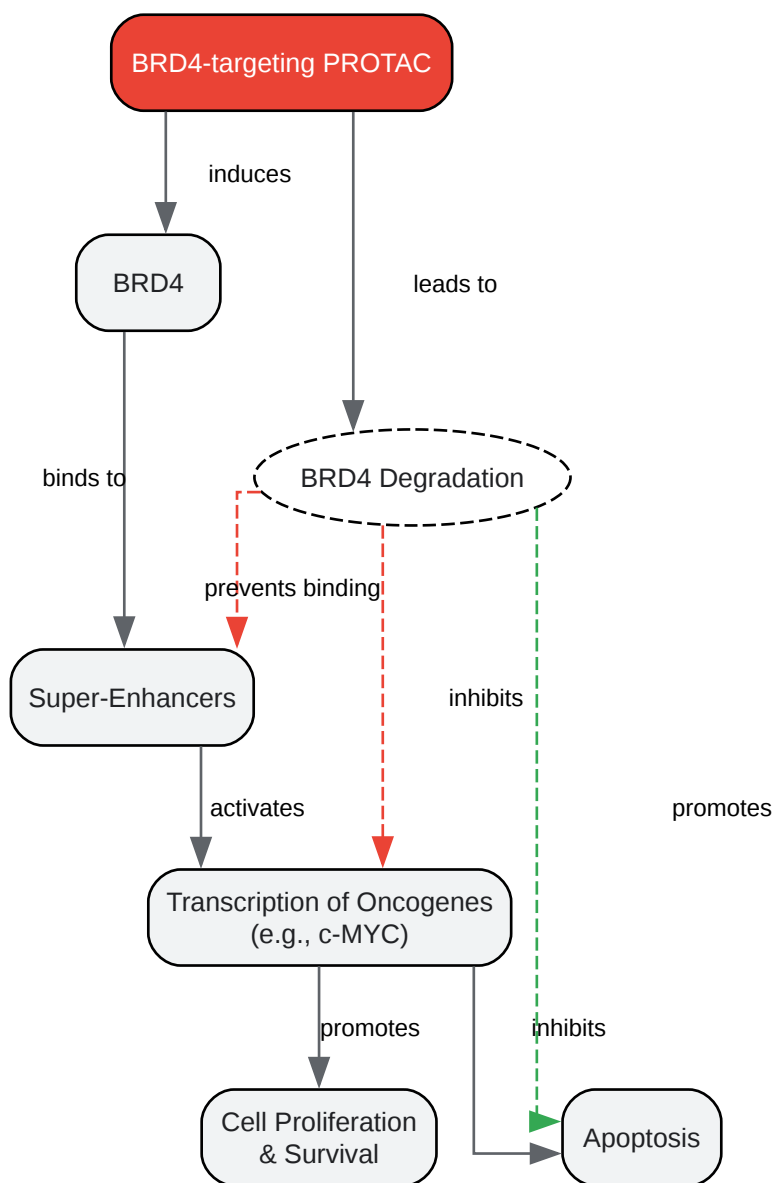 BRD4-targeting PROTAC
induces
BRD4
leads to
binds to
BRD4 Degradation
prevents binding
Super-Enhancers
inhibits
activates
promotes
Transcription of Oncogenes
(e.g., c-MYC)
promotes
inhibits
Cell Proliferation
& Survival
Apoptosis